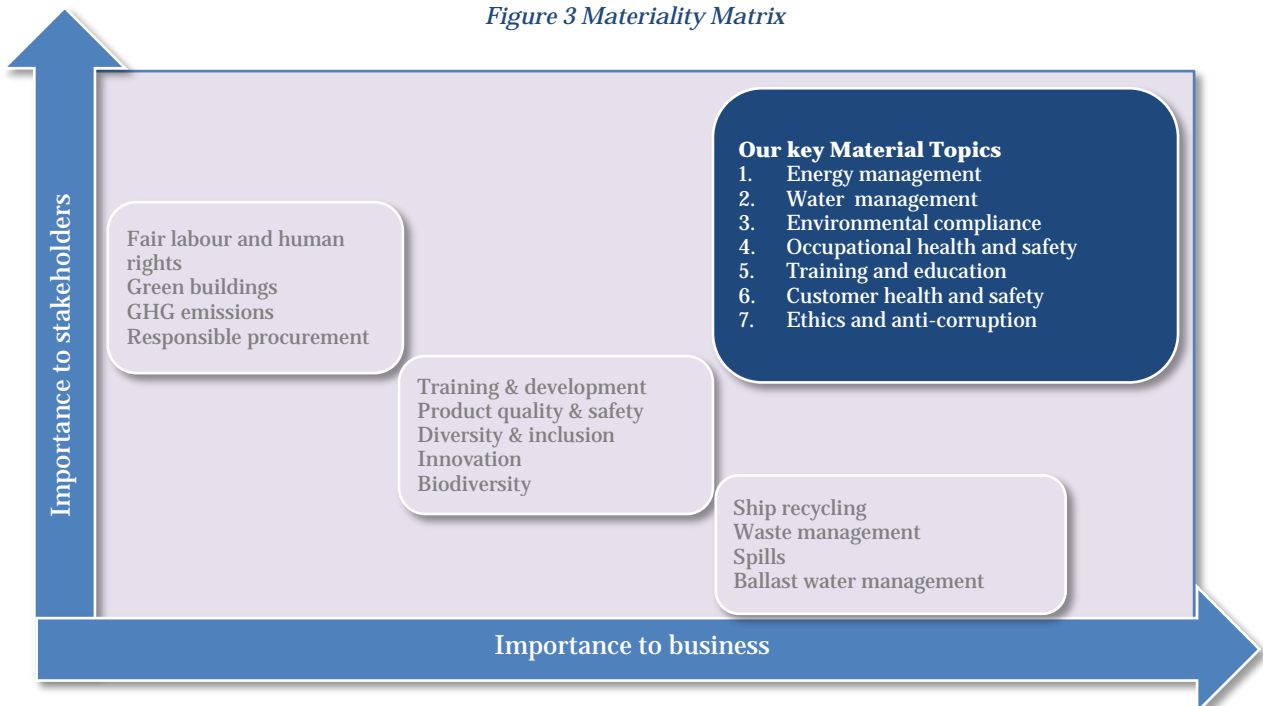 Figure 3 Materiality Matrix
Importance to stakeholders
Our key Material Topics
1. Energy management
2. Water management
3. Environmental compliance
4. Occupational health and safety
5. Training and education
6. Customer health and safety
7. Ethics and anti-corruption
Fair labour and human
rights
Green buildings
GHG emissions
Responsible procurement
Training & development
Product quality & safety
Diversity & inclusion
Innovation
Biodiversity
Ship recycling
Waste management
Spills
Ballast water management
Importance to business